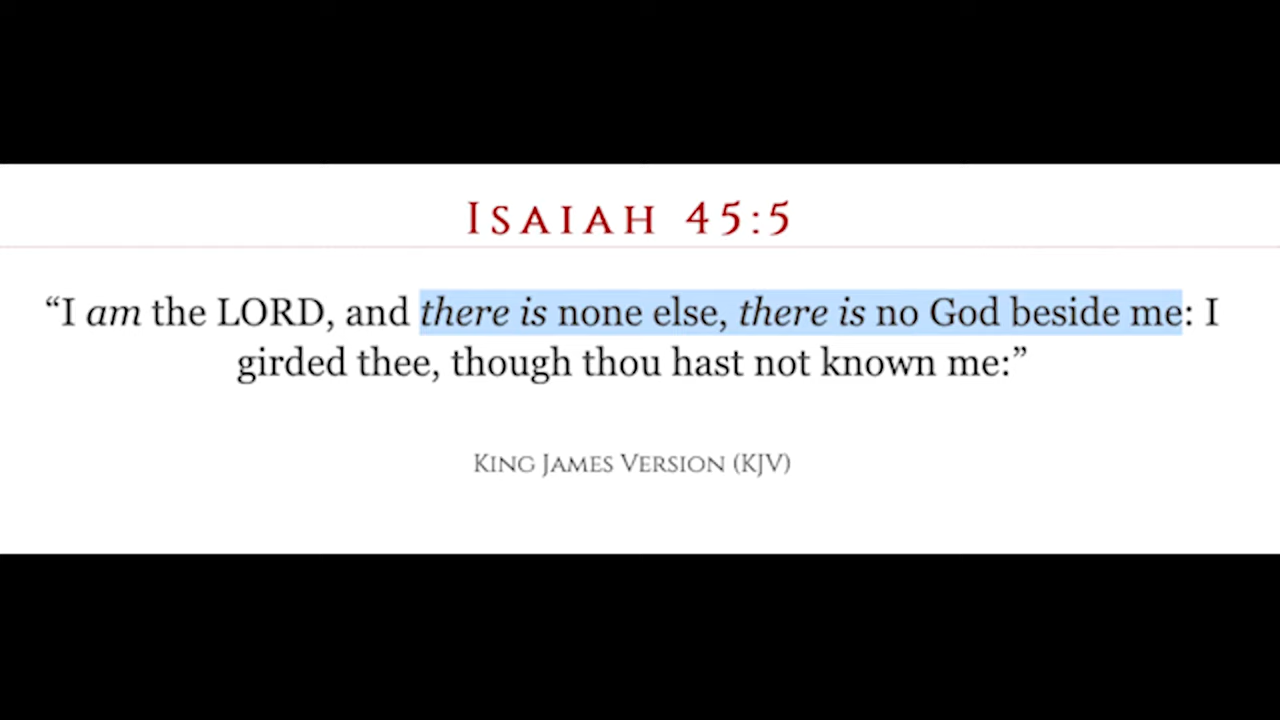 Isaiah 45:5
“I am the LORD, and there is none else, there is no God beside me: I
girded thee, though thou hast not known me:”
King James Version (KJV)